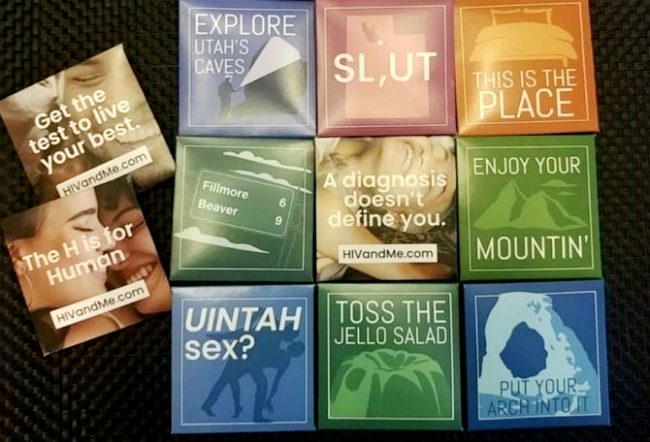 Get the
test to live
your best.
HIVandMe.com
The H is for
Human
HIVandMe.com
EXPLORE
UTAH'S
CAVES
SL,UT
THIS IS THE
PLACE
Fillmore 6
Beaver 9
A diagnosis
doesn't
define you.
HIVandMe.com
ENJOY YOUR
MOUNTIN'
UINTAH
sex?
TOSS THE
JELLO SALAD
PUT YOUR
ARCH INTO IT